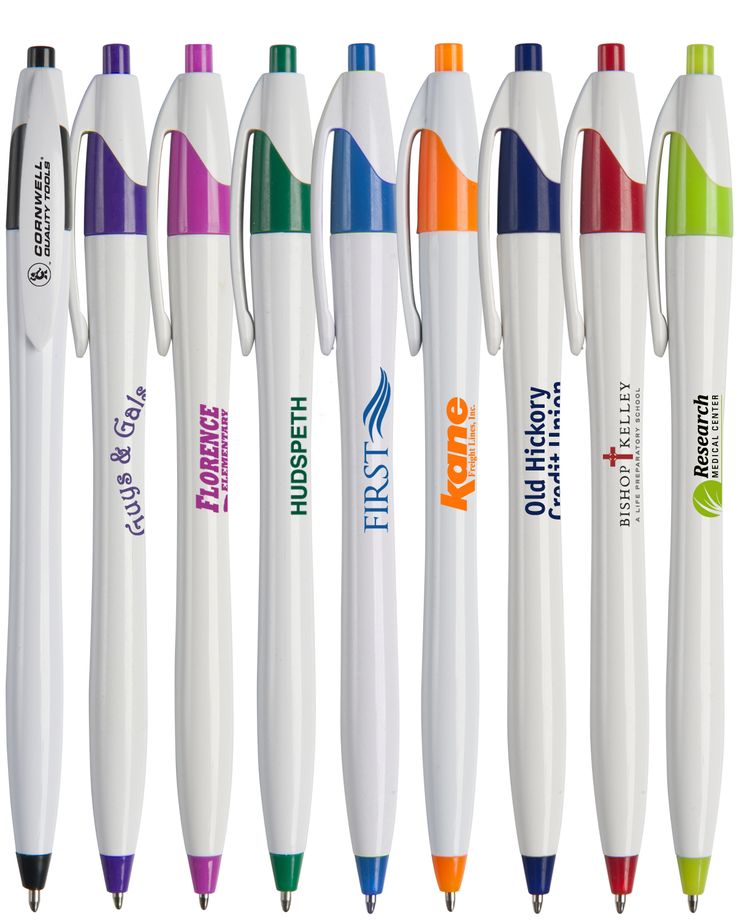 CORNWELL®
QUALITY TOOLS™
Guys & Gals
FLORENCE
ELEMENTARY
HUDSPETH
FIRST
kane
Freight Lines, Inc.
Old Hickory
Credit Union
BISHOP KELLEY
A LIFE PREPARATORY SCHOOL
Research
MEDICAL CENTER